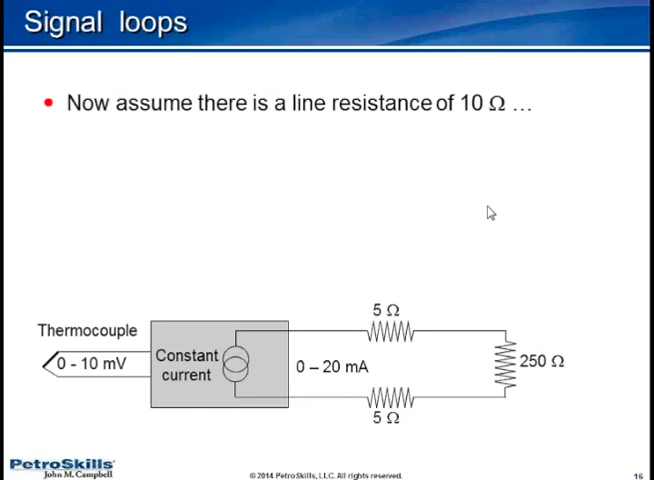 Signal loops
• Now assume there is a line resistance of 10 Ω ...
5 Ω
Thermocouple
0 - 10 mV
Constant
current
0 – 20 mA
250 Ω
5 Ω
PetroSkills
John M. Campbell
© 2014 PetroSkills, LLC. All rights reserved.
16